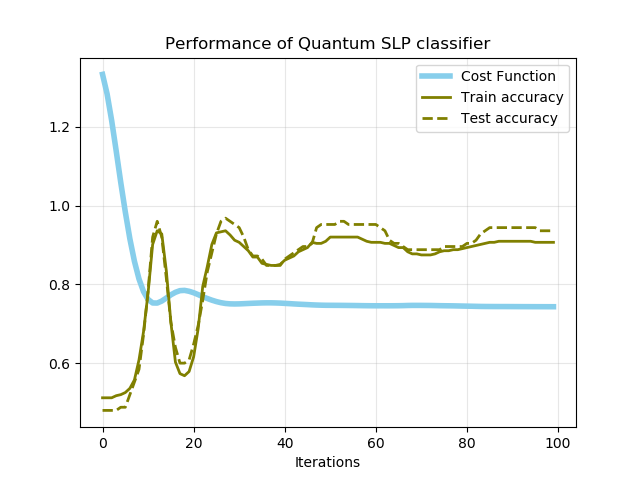 Performance of Quantum SLP classifier
Cost Function
Train accuracy
Test accuracy
1.2
1.0
0.8
0.6
0 20 40 60 80 100
Iterations